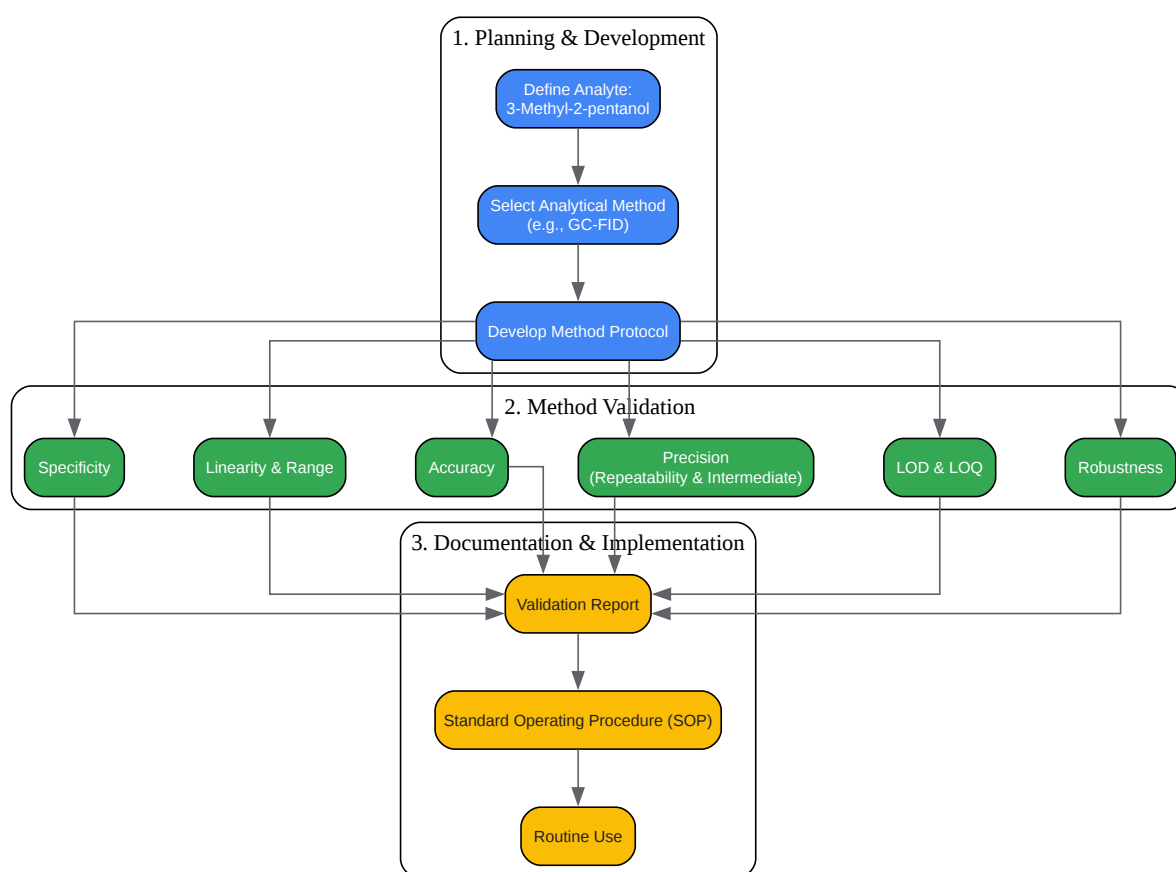 1. Planning & Development
Define Analyte:
3-Methyl-2-pentanol
Select Analytical Method
(e.g., GC-FID)
Develop Method Protocol
2. Method Validation
Specificity
Linearity & Range
Accuracy
Precision
(Repeatability & Intermediate)
LOD & LOQ
Robustness
3. Documentation & Implementation
Validation Report
Standard Operating Procedure (SOP)
Routine Use